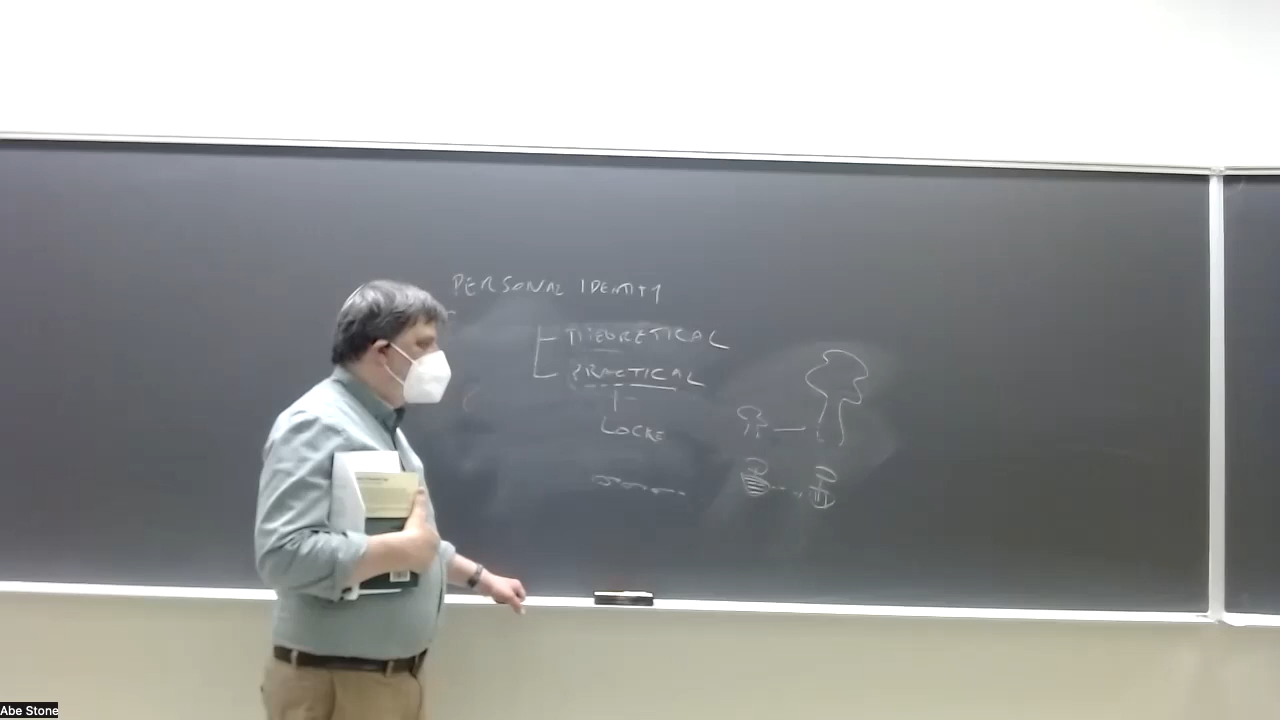 PERSONAL IDENTITY
THEORETICAL
PRACTICAL
LOCKE
Abe Stone